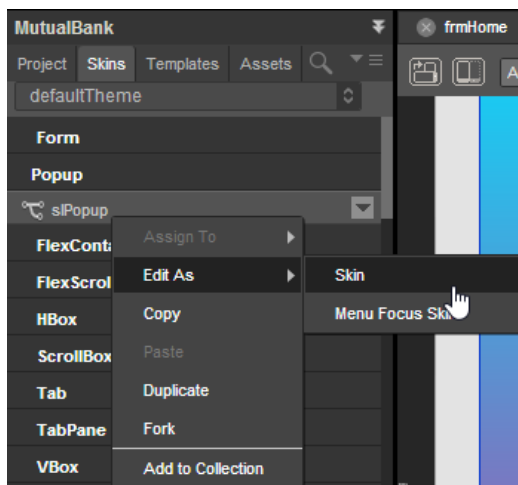 MutualBank
frmHome
Project Skins Templates Assets
defaultTheme
Form
Popup
slPopup
FlexConta
Assign To
FlexScrol
Edit As
Skin
HBox
Copy
Menu Focus
ScrollBox
Paste
Tab
Duplicate
TabPane
Fork
VBox
Add to Collection